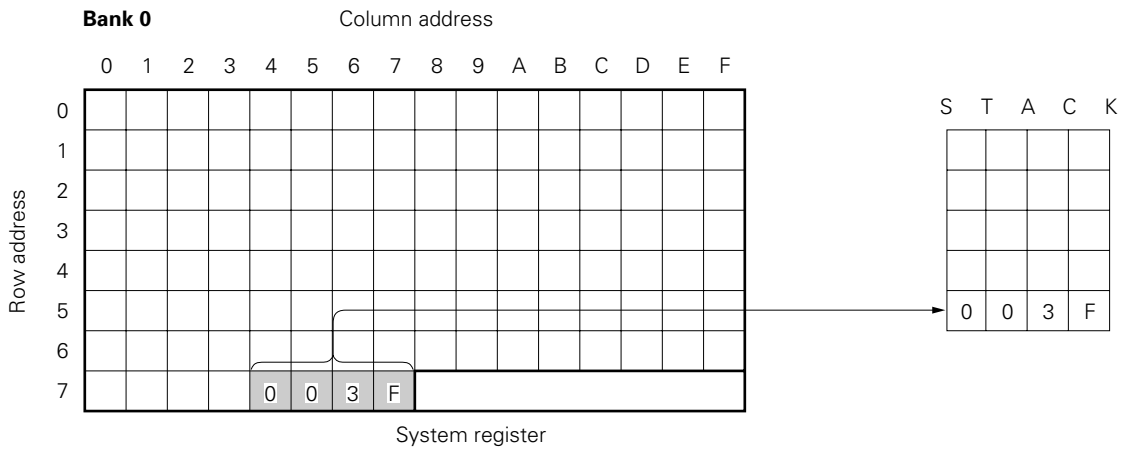 Bank 0 Column address
0 1 2 3 4 5 6 7 8 9 A B C D E F
S T A C K
Row address
0
1
2
3
4
5 0 0 3 F
6
7 0 0 3 F
System register